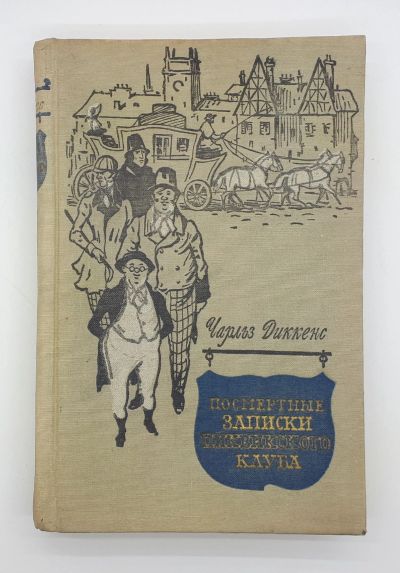 Чарльз Диккенс
ПОСМЕРТНЫЕ
ЗАПИСКИ
ПИКВИКСКОГО
КЛУБА